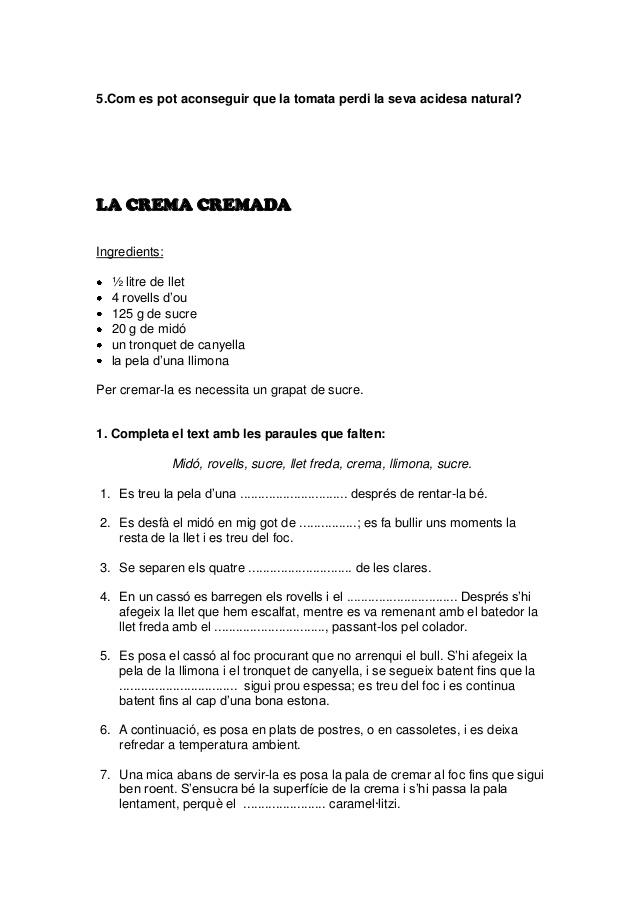 5.Com es pot aconseguir que la tomata perdi la seva acidesa natural?
LA CREMA CREMADA
Ingredients:
• ½ litre de llet
• 4 rovells d'ou
• 125 g de sucre
• 20 g de midó
• un tronquet de canyella
• la pela d'una llimona
Per cremar-la es necessita un grapat de sucre.
1. Completa el text amb les paraules que falten:
Midó, rovells, sucre, llet freda, crema, llimona, sucre.
1. Es treu la pela d'una .............................. després de rentar-la bé.
2. Es desfà el midó en mig got de ................; es fa bullir uns moments la
resta de la llet i es treu del foc.
3. Se separen els quatre ............................. de les clares.
4. En un cassó es barregen els rovells i el ............................... Després s'hi
afegeix la llet que hem escalfat, mentre es va remenant amb el batedor la
llet freda amb el ..............................., passant-los pel colador.
5. Es posa el cassó al foc procurant que no arrenqui el bull. S'hi afegeix la
pela de la llimona i el tronquet de canyella, i se segueix batent fins que la
................................. sigui prou espessa; es treu del foc i es continua
batent fins al cap d'una bona estona.
6. A continuació, es posa en plats de postres, o en cassoletes, i es deixa
refredar a temperatura ambient.
7. Una mica abans de servir-la es posa la pala de cremar al foc fins que sigui
ben roent. S'ensucra bé la superfície de la crema i s'hi passa la pala
lentament, perquè el ....................... caramel·litzi.